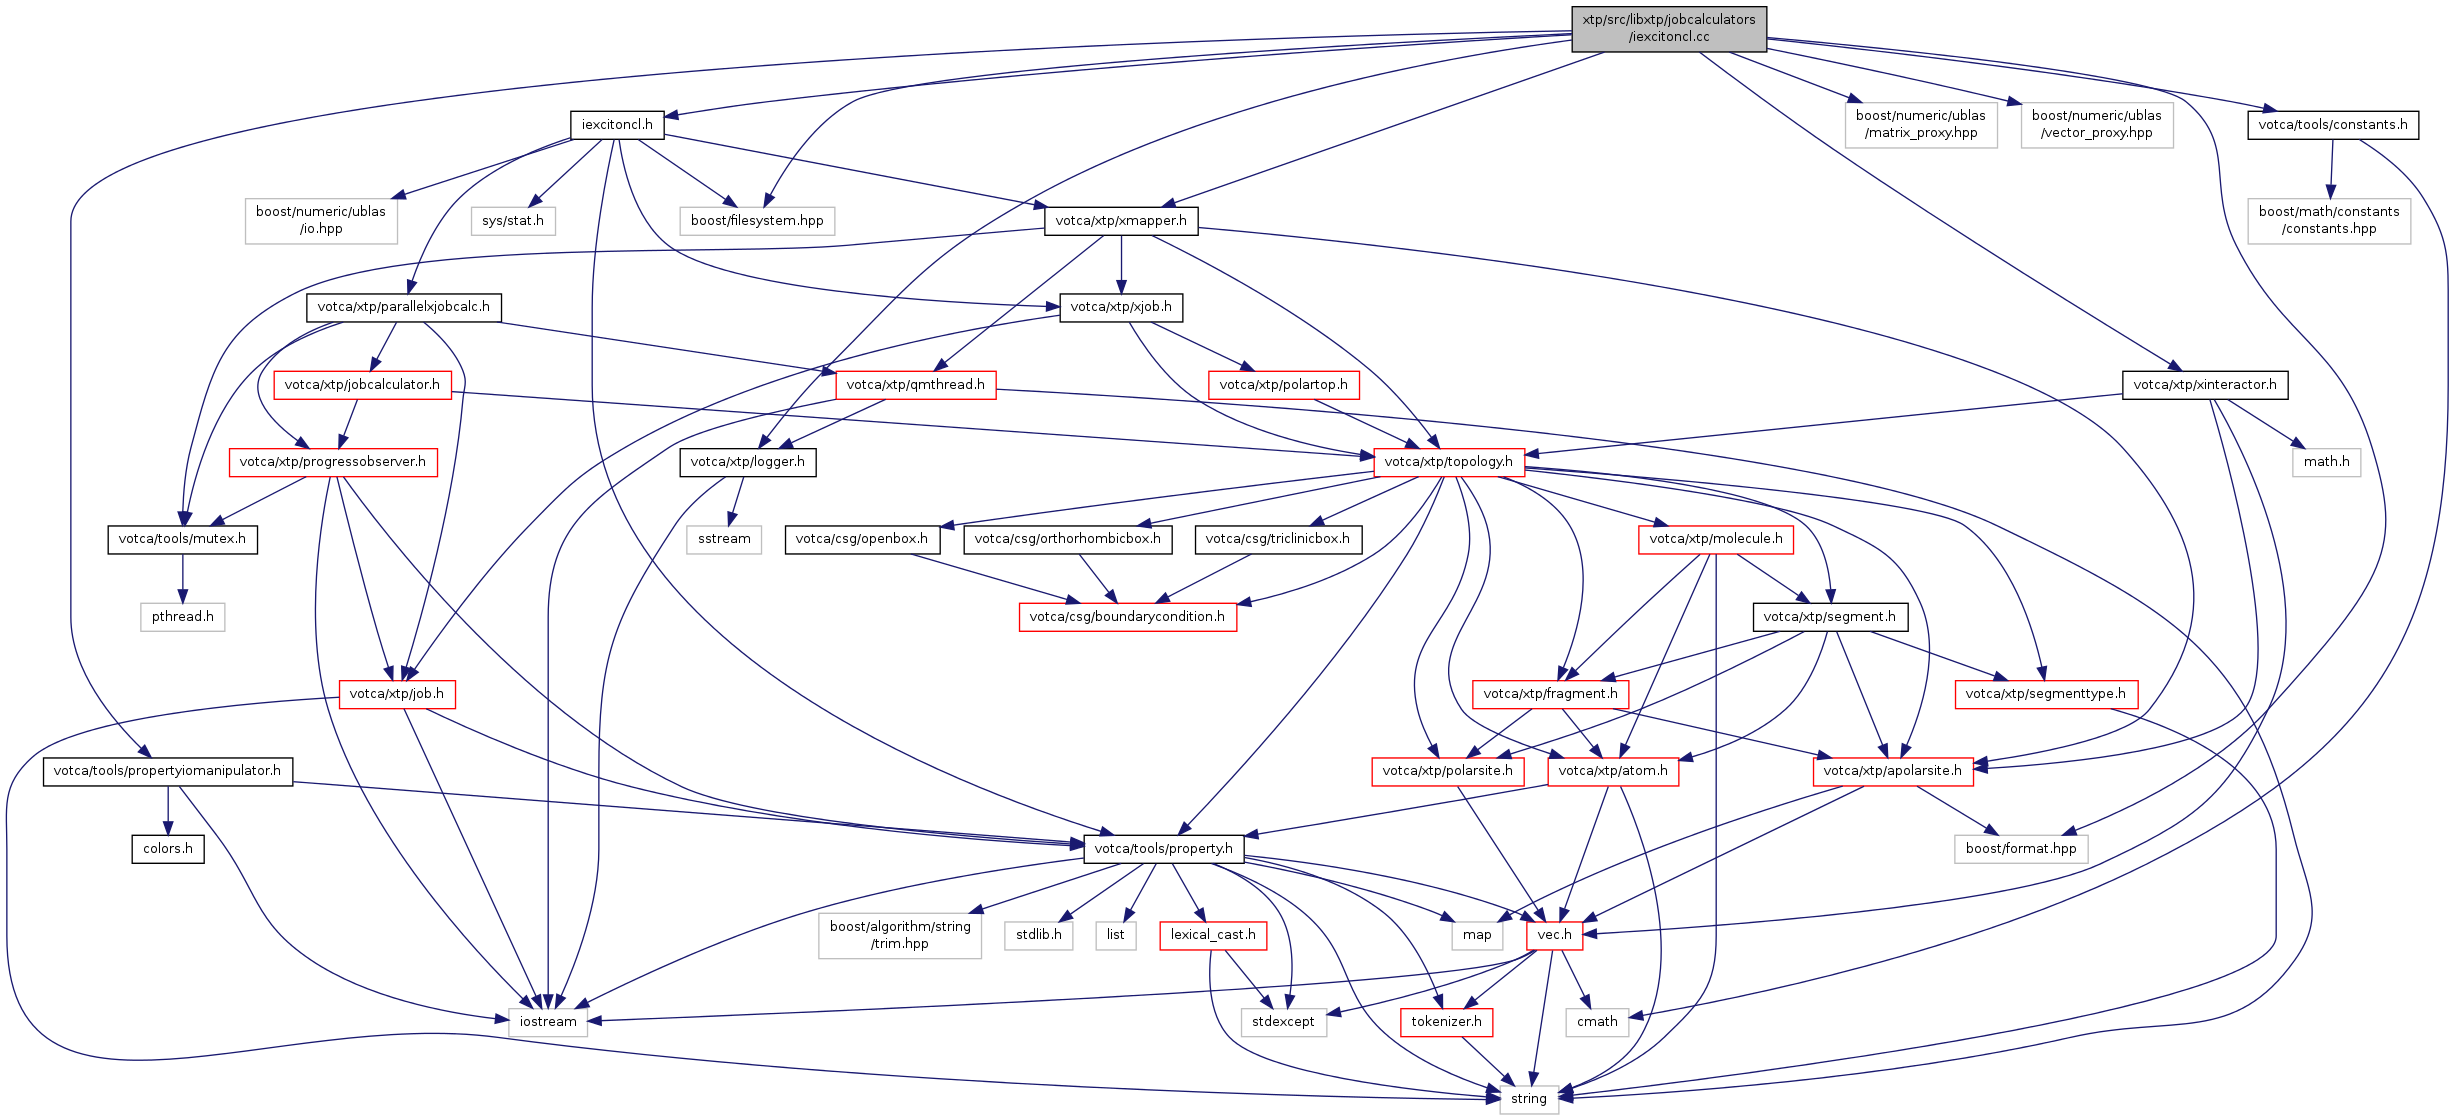 xtp/src/libxtp/jobcalculators
/iexcitoncl.cc
iexcitoncl.h
boost/numeric/ublas
/matrix_proxy.hpp
boost/numeric/ublas
/vector_proxy.hpp
votca/tools/constants.h
boost/numeric/ublas
/io.hpp
sys/stat.h
boost/filesystem.hpp
votca/xtp/xmapper.h
boost/math/constants
/constants.hpp
votca/xtp/parallelxjobcalc.h
votca/xtp/xjob.h
votca/xtp/jobcalculator.h
votca/xtp/qmthread.h
votca/xtp/polartop.h
votca/xtp/xinteractor.h
votca/xtp/progressobserver.h
votca/xtp/logger.h
votca/xtp/topology.h
math.h
votca/tools/mutex.h
sstream
votca/csg/openbox.h
votca/csg/orthorhombicbox.h
votca/csg/triclinicbox.h
votca/xtp/molecule.h
pthread.h
votca/csg/boundarycondition.h
votca/xtp/segment.h
votca/xtp/job.h
votca/xtp/fragment.h
votca/xtp/segmenttype.h
votca/tools/propertyiomanipulator.h
votca/xtp/polarsite.h
votca/xtp/atom.h
votca/xtp/apolarsite.h
colors.h
votca/tools/property.h
boost/format.hpp
boost/algorithm/string
/trim.hpp
stdlib.h
list
lexical_cast.h
map
vec.h
iostream
stdexcept
tokenizer.h
cmath
string